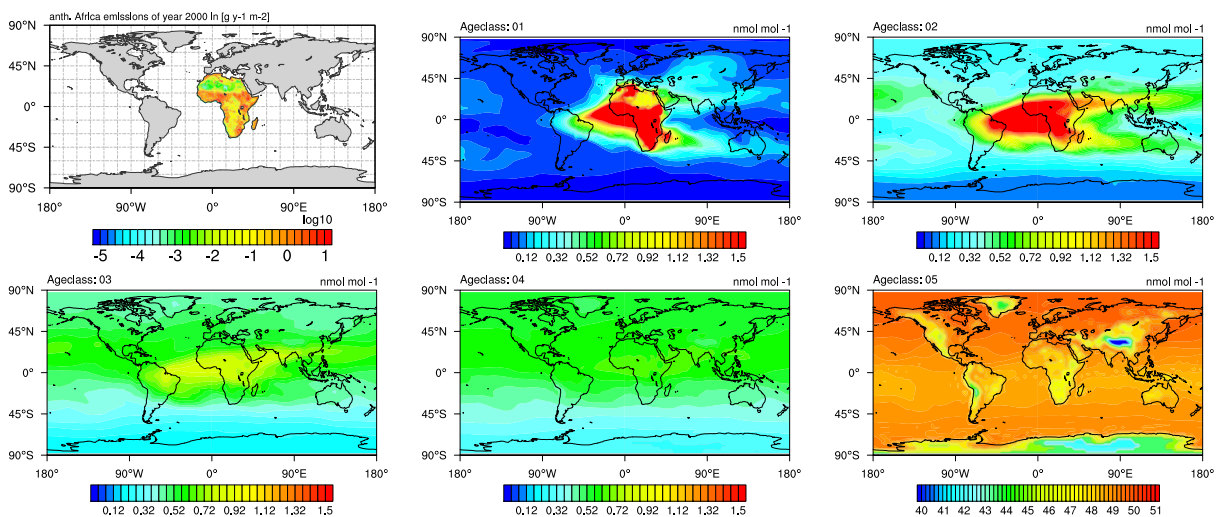 anth. Africa emissions of year 2000 in [g y-1 m-2]
90°N
45°N
0°
45°S
90°S
180° 90°W 0° 90°E 180°
log10
-5 -4 -3 -2 -1 0 1
Ageclass: 01 nmol mol -1
90°N
45°N
0°
45°S
90°S
180° 90°W 0° 90°E 180°
0.12 0.32 0.52 0.72 0.92 1.12 1.32 1.5
Ageclass: 02 nmol mol -1
90°N
45°N
0°
45°S
90°S
180° 90°W 0° 90°E 180°
0.12 0.32 0.52 0.72 0.92 1.12 1.32 1.5
Ageclass: 03 nmol mol -1
90°N
45°N
0°
45°S
90°S
180° 90°W 0° 90°E 180°
0.12 0.32 0.52 0.72 0.92 1.12 1.32 1.5
Ageclass: 04 nmol mol -1
90°N
45°N
0°
45°S
90°S
180° 90°W 0° 90°E 180°
0.12 0.32 0.52 0.72 0.92 1.12 1.32 1.5
Ageclass: 05 nmol mol -1
90°N
45°N
0°
45°S
90°S
180° 90°W 0° 90°E 180°
40 41 42 43 44 45 46 47 48 49 50 51